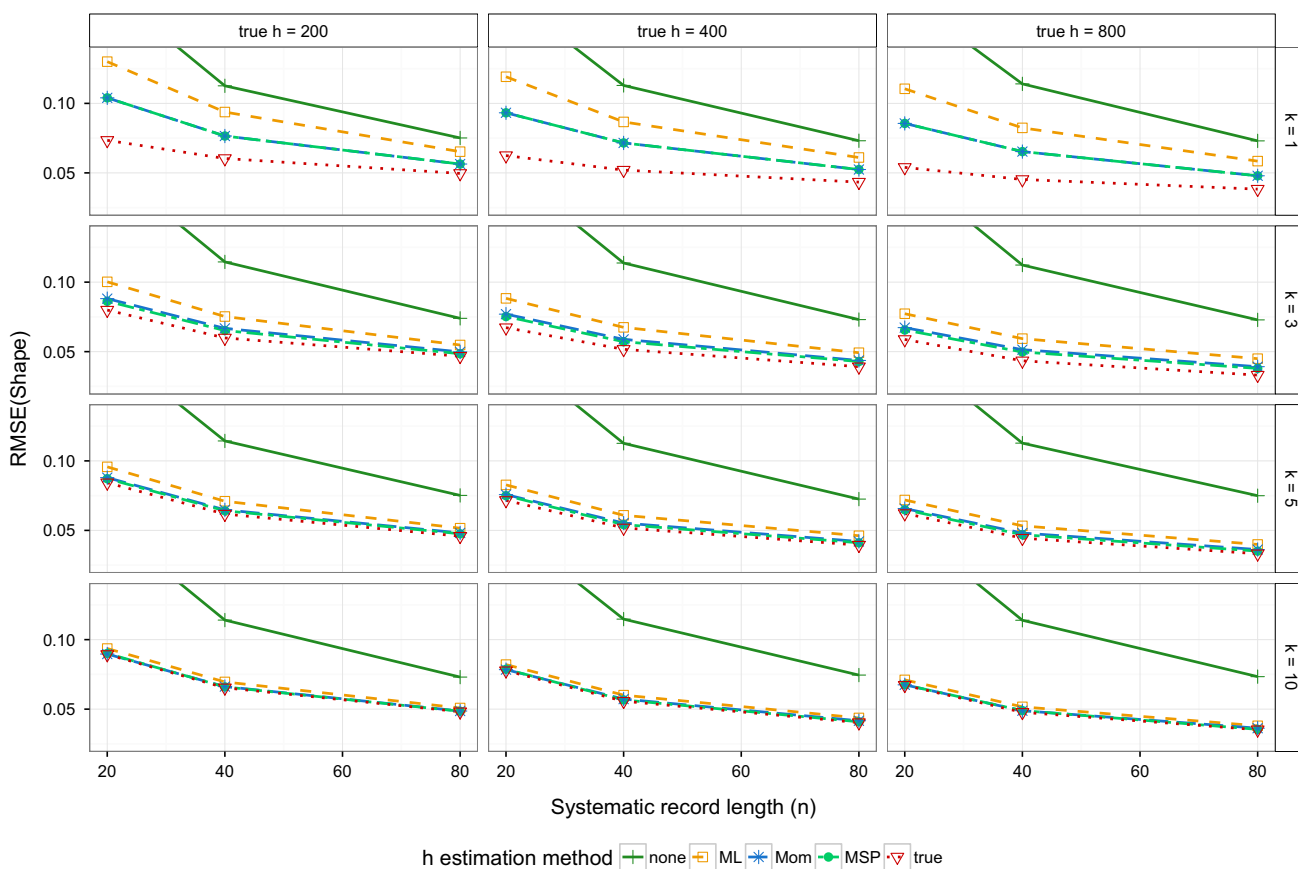 true h = 200
true h = 400
true h = 800
0.10
0.05
k = 1
0.10
0.05
k = 3
0.10
0.05
k = 5
0.10
0.05
k = 10
RMSE(Shape)
20 40 60 80
20 40 60 80
20 40 60 80
Systematic record length (n)
h estimation method none ML Mom MSP true